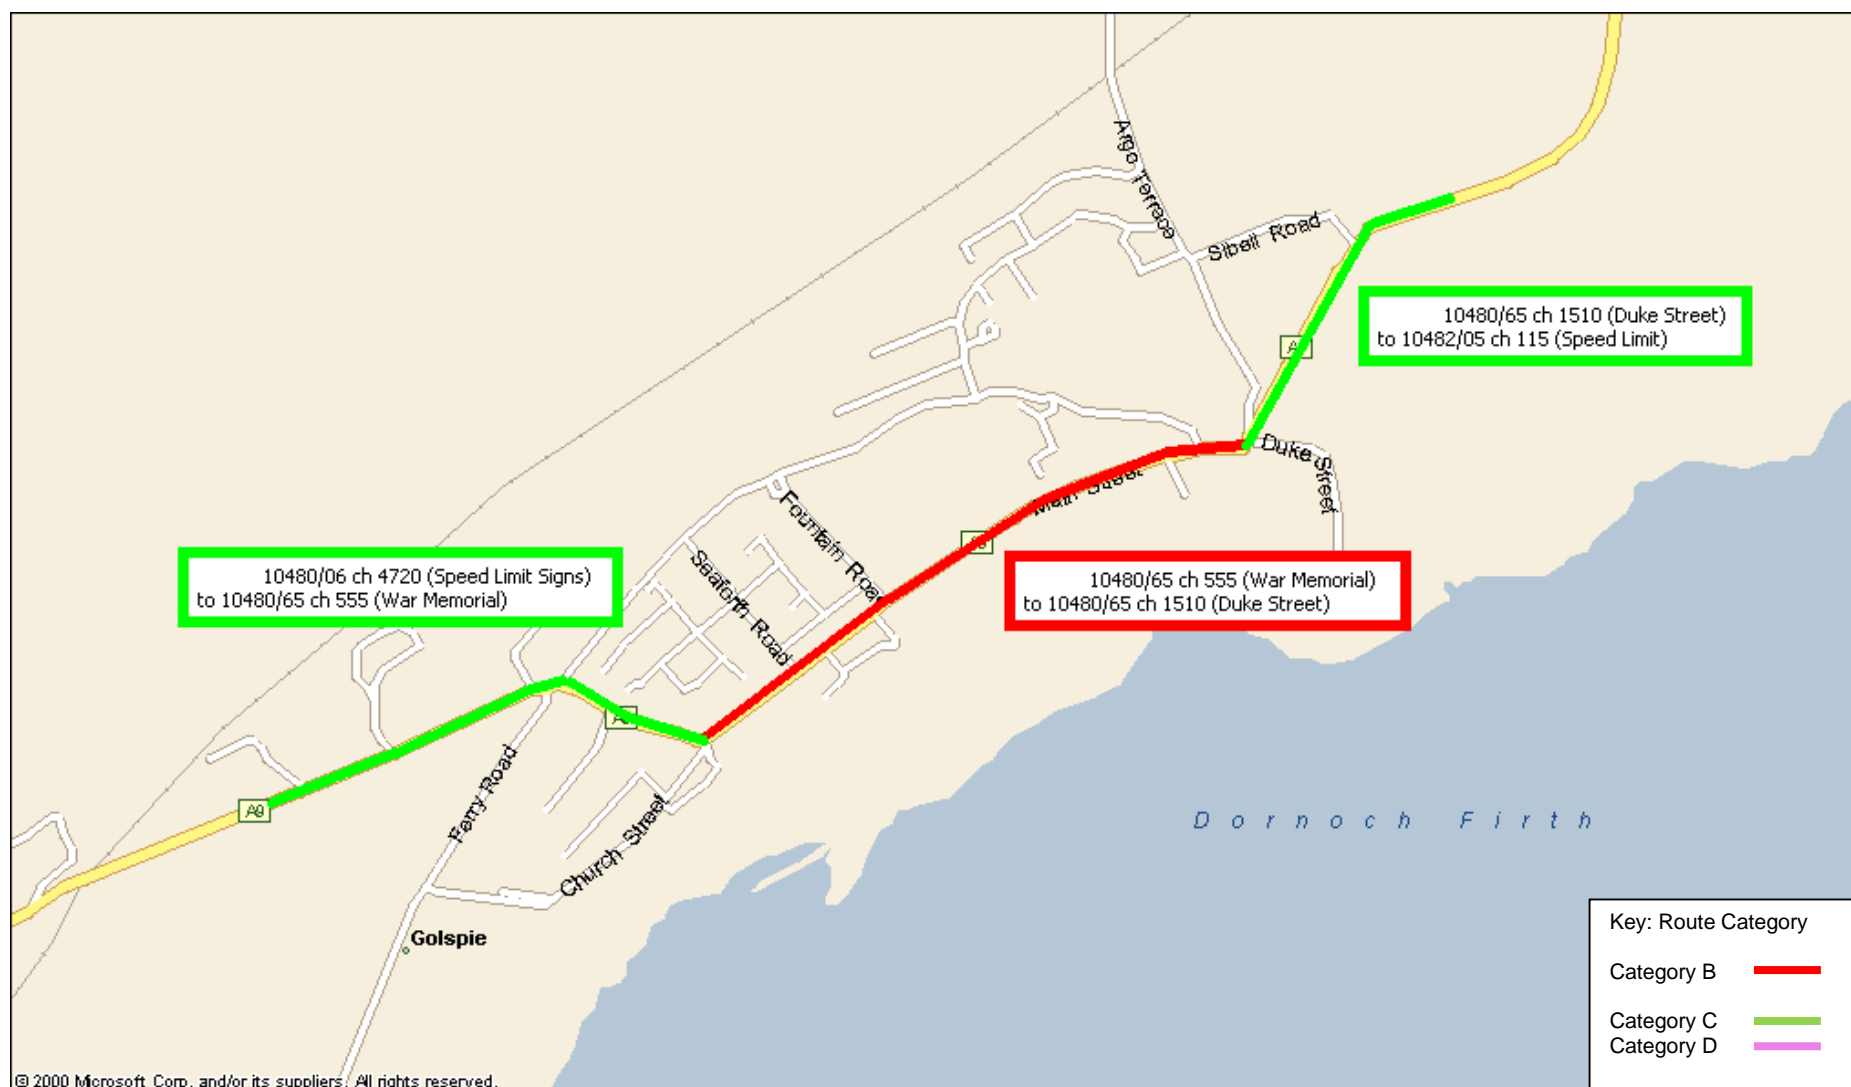 Argo Terrace
Sibell Road
10480/65 ch 1510 (Duke Street)
to 10482/05 ch 115 (Speed Limit)
Duke Street
Main Street
Fountain Road
Seaforth Road
10480/06 ch 4720 (Speed Limit Signs)
to 10480/65 ch 555 (War Memorial)
10480/65 ch 555 (War Memorial)
to 10480/65 ch 1510 (Duke Street)
A9
Ferry Road
Church Street
Dornoch Firth
Golspie
Key: Route Category
Category B
Category C
Category D
© 2000 Microsoft Corp. and/or its suppliers. All rights reserved.